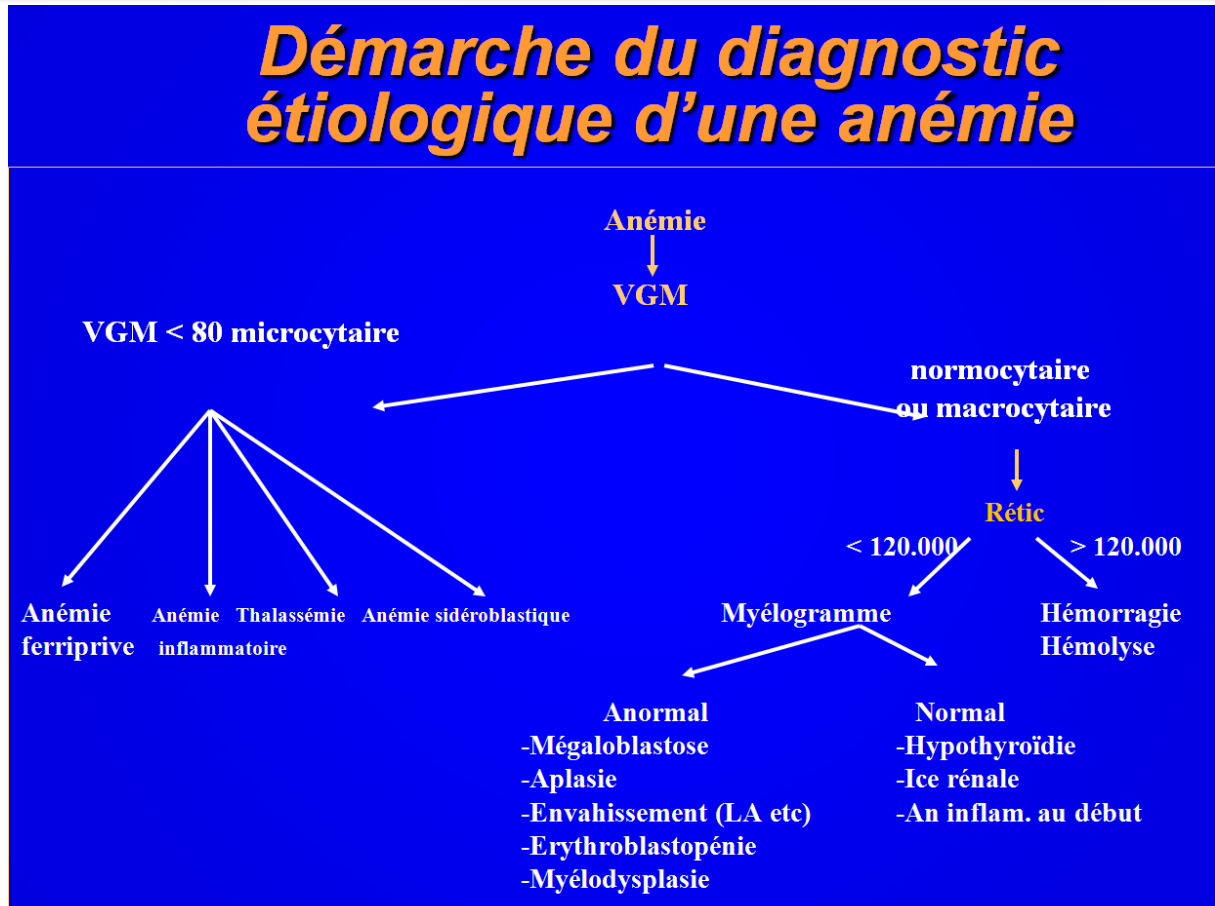 Démarche du diagnostic
étiologique d’une anémie
Anémie
VGM
VGM < 80 microcytaire
normocytaire
ou macrocytaire
Rétic
< 120.000
> 120.000
Anémie
ferriprive
Anémie
inflammatoire
Thalassémie
Anémie sidéroblastique
Myélogramme
Hémorragie
Hémolyse
Anormal
-Mégaloblastose
-Aplasie
-Envahissement (LA etc)
-Erythroblastopénie
-Myélodysplasie
Normal
-Hypothyroïdie
-Ice rénale
-An inflam. au début